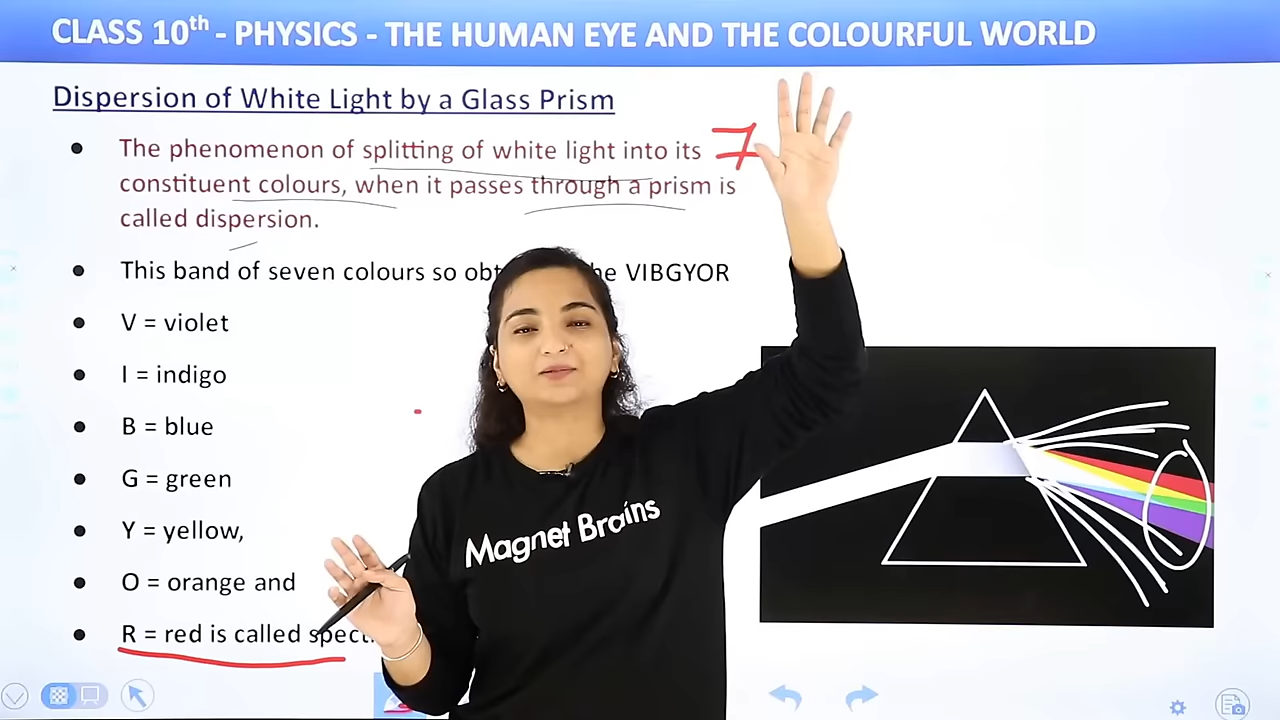 CLASS 10th - PHYSICS - THE HUMAN EYE AND THE COLOURFUL WORLD
Dispersion of White Light by a Glass Prism
• The phenomenon of splitting of white light into its 7
constituent colours, when it passes through a prism is
called dispersion.
• This band of seven colours so he VIBGYOR
• V = violet
• I = indigo
• B = blue
• G = green
• Y = yellow,
• O = orange and
• R = red is called
Magnet Brains